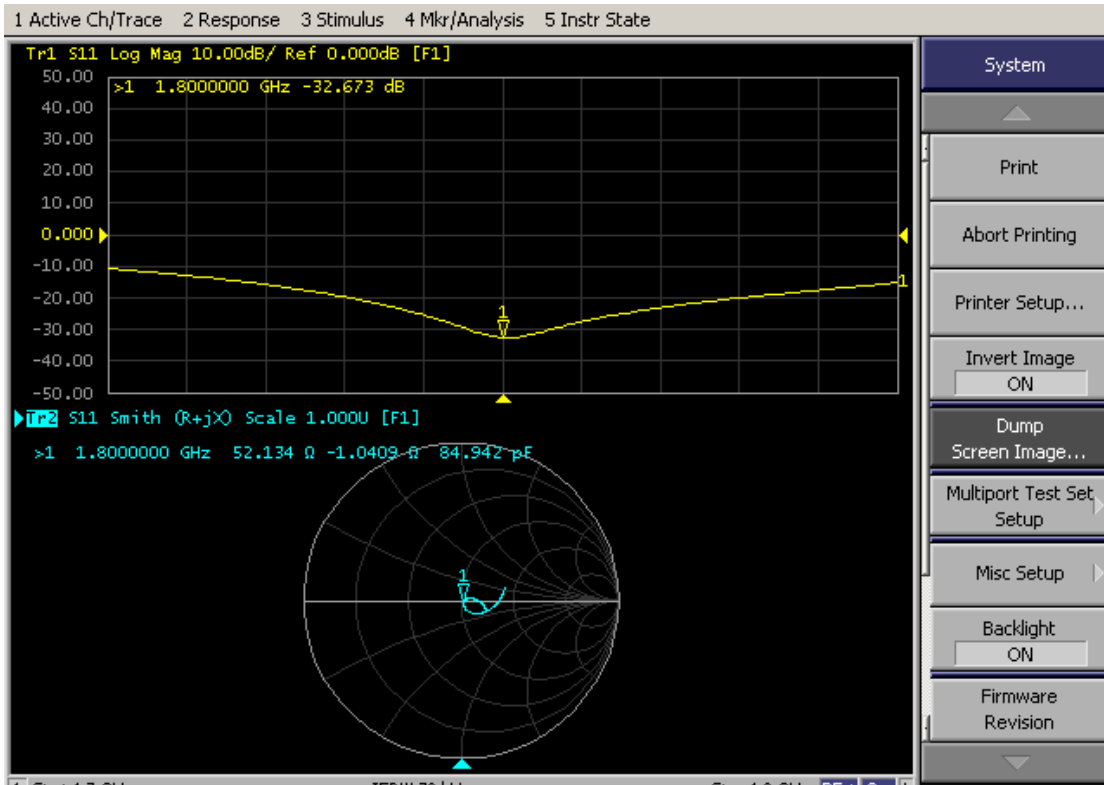 1 Active Ch/Trace 2 Response 3 Stimulus 4 Mkr/Analysis 5 Instr State
Tr1 S11 Log Mag 10.00dB/ Ref 0.000dB [F1]
>1 1.8000000 GHz -32.673 dB
50.00
40.00
30.00
20.00
10.00
0.000
-10.00
-20.00
-30.00
-40.00
-50.00
1
1
Tr2 S11 Smith (R+jX) Scale 1.000U [F1]
>1 1.8000000 GHz 52.134 Ω -1.0409 Ω 84.942 pF
1
System
Print
Abort Printing
Printer Setup...
Invert Image
ON
Dump
Screen Image...
Multiport Test Set
Setup
Misc Setup
Backlight
ON
Firmware
Revision